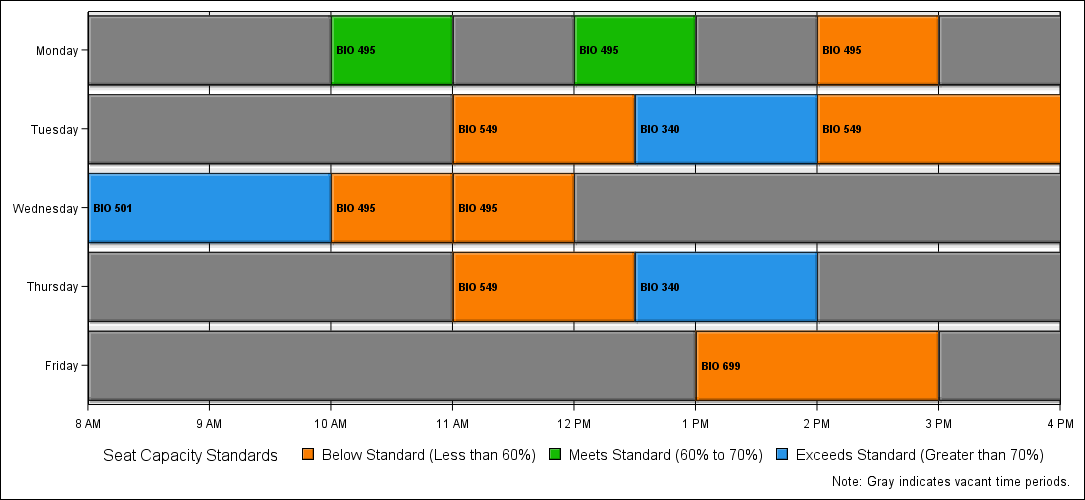 Monday BIO 495 BIO 495 BIO 495
Tuesday BIO 549 BIO 340 BIO 549
Wednesday BIO 501 BIO 495 BIO 495
Thursday BIO 549 BIO 340
Friday BIO 699
8 AM 9 AM 10 AM 11 AM 12 PM 1 PM 2 PM 3 PM 4 PM
Seat Capacity Standards Below Standard (Less than 60%) Meets Standard (60% to 70%) Exceeds Standard (Greater than 70%)
Note: Gray indicates vacant time periods.